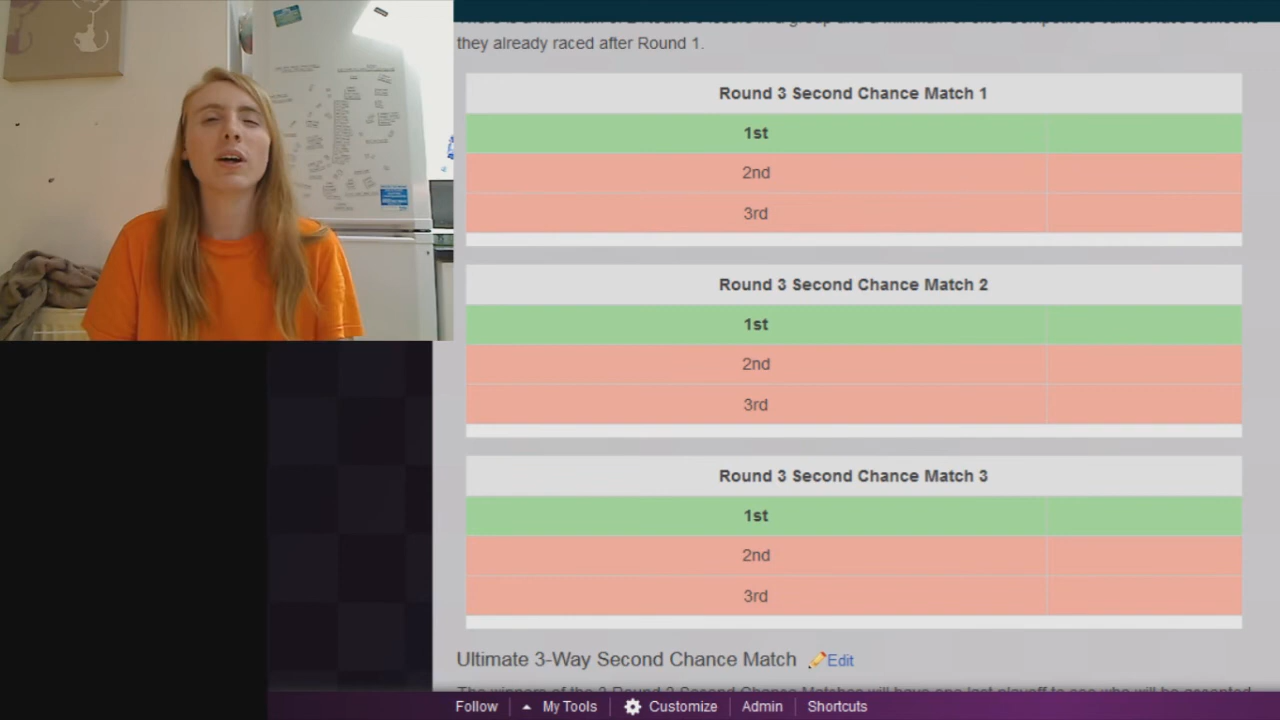 they already raced after Round 1.
Round 3 Second Chance Match 1
1st
2nd
3rd
Round 3 Second Chance Match 2
1st
2nd
3rd
Round 3 Second Chance Match 3
1st
2nd
3rd
Ultimate 3-Way Second Chance Match Edit
Follow My Tools Customize Admin Shortcuts